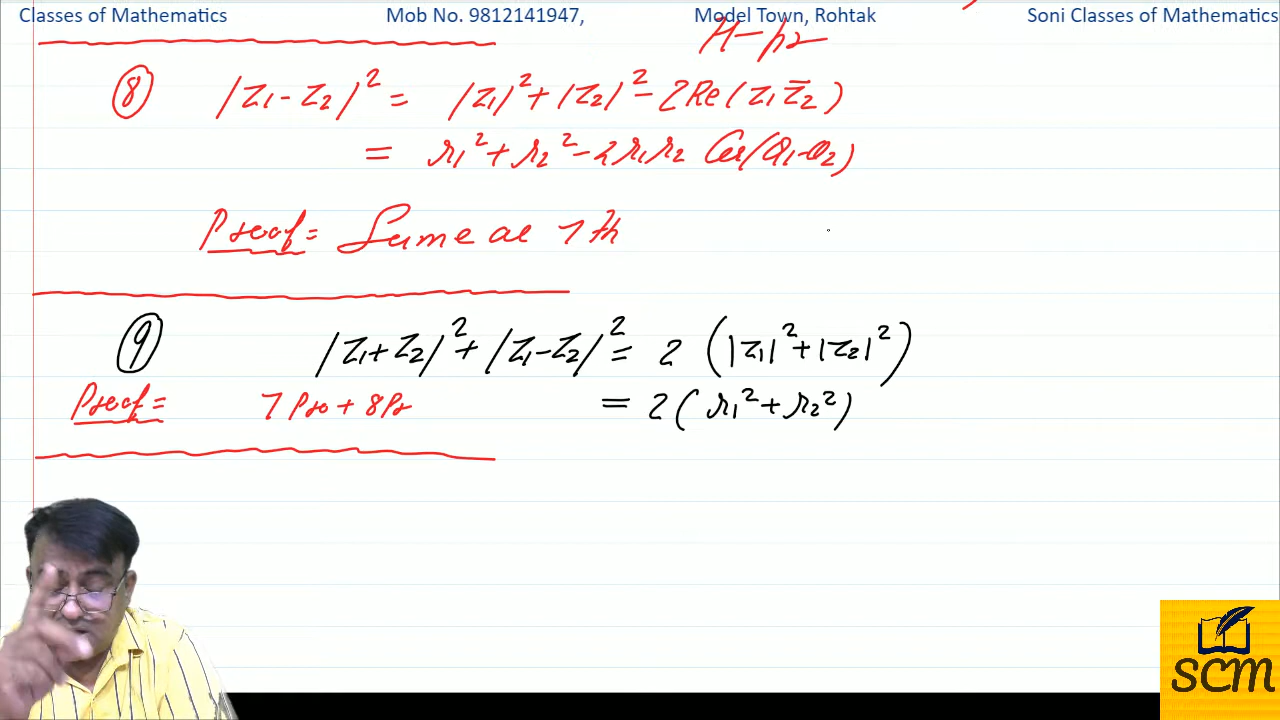 Classes of Mathematics Mob No. 9812141947, Model Town, Rohtak Soni Classes of Mathematics
H-p2
⑧ |z1 - z2|² = |z1|² + |z2|² - 2Re(z1 z̄2)
= r1² + r2² - 2r1r2 Cos(θ1-θ2)
Proof = Same as 7th
⑨ |z1+z2|² + |z1-z2|² = 2 (|z1|² + |z2|²)
Proof = 7 Pro + 8Pr = 2(r1² + r2²)
SCM